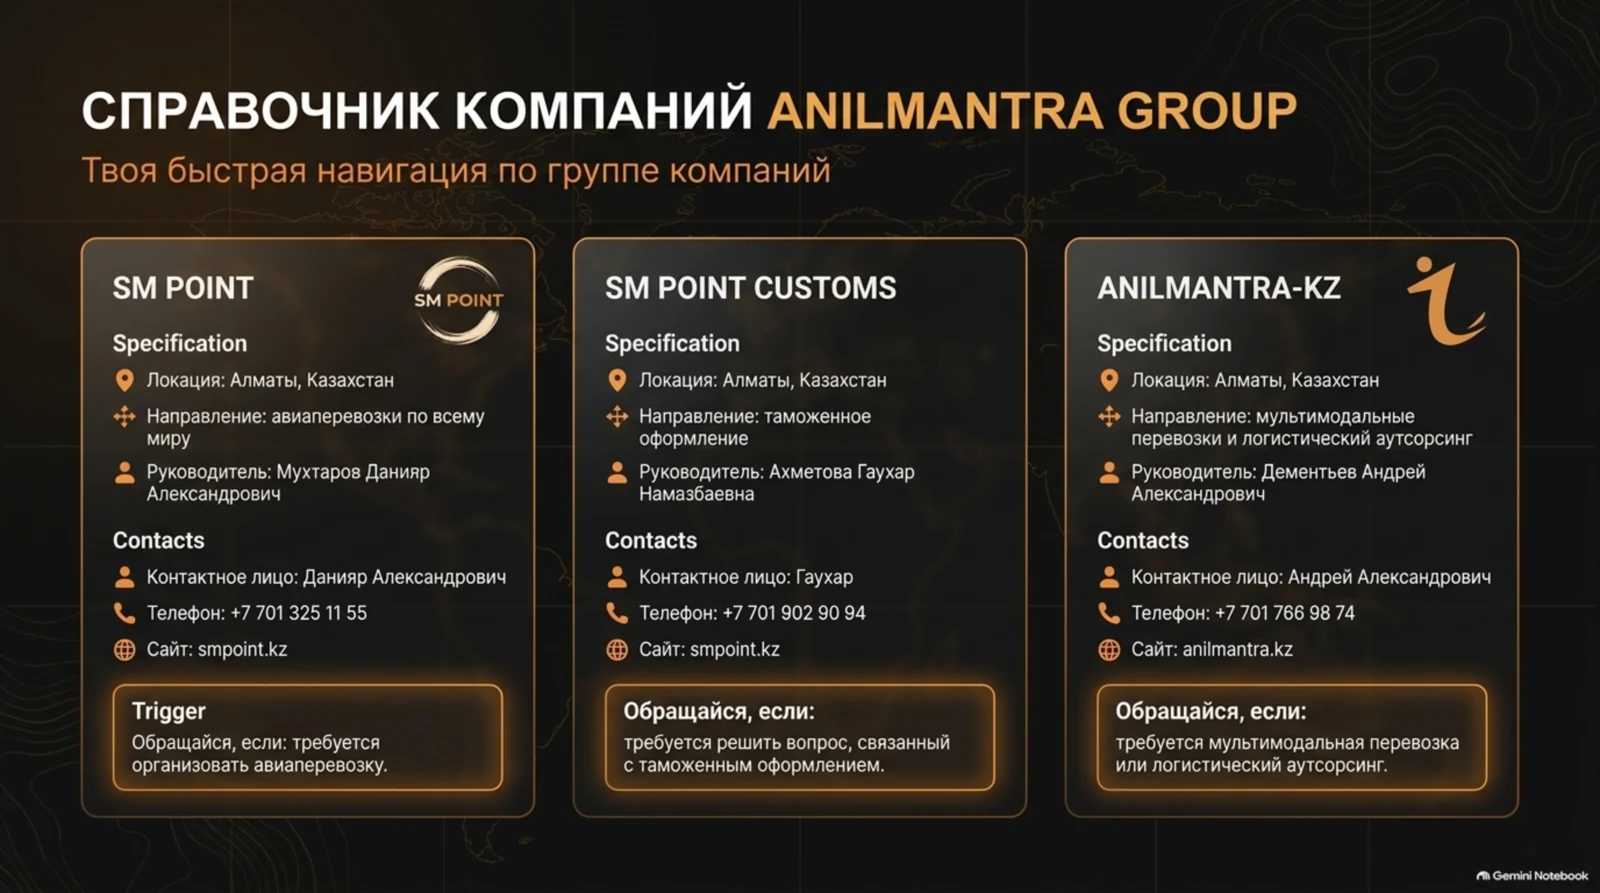 СПРАВОЧНИК КОМПАНИЙ ANILMANTRA GROUP
Твоя быстрая навигация по группе компаний
SM POINT
SM POINT
Specification
Локация: Алматы, Казахстан
Направление: авиаперевозки по всему
миру
Руководитель: Мухтаров Данияр
Александрович
Contacts
Контактное лицо: Данияр Александрович
Телефон: +7 701 325 11 55
Сайт: smpoint.kz
Trigger
Обращайся, если: требуется
организовать авиаперевозку.
SM POINT CUSTOMS
Specification
Локация: Алматы, Казахстан
Направление: таможенное
оформление
Руководитель: Ахметова Гаухар
Намазбаевна
Contacts
Контактное лицо: Гаухар
Телефон: +7 701 902 90 94
Сайт: smpoint.kz
Обращайся, если:
требуется решить вопрос, связанный
с таможенным оформлением.
ANILMANTRA-KZ
Specification
Локация: Алматы, Казахстан
Направление: мультимодальные
перевозки и логистический аутсорсинг
Руководитель: Дементьев Андрей
Александрович
Contacts
Контактное лицо: Андрей Александрович
Телефон: +7 701 766 98 74
Сайт: anilmantra.kz
Обращайся, если:
требуется мультимодальная перевозка
или логистический аутсорсинг.
Gemini Notebook